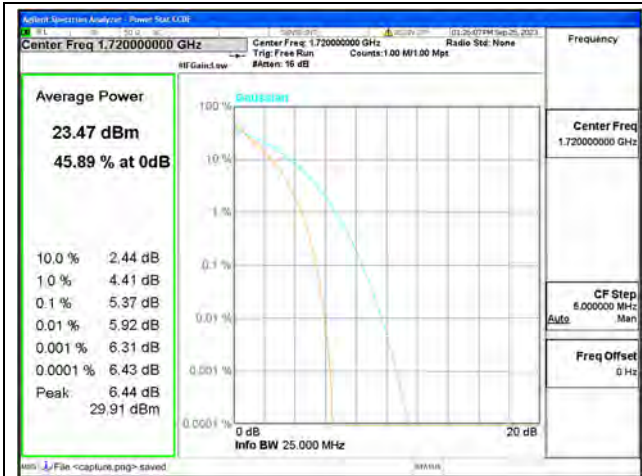 Agilent Spectrum Analyzer - Power Stat CCDF
Center Freq 1.720000000 GHz
Center Freq: 1.720000000 GHz
Trig: Free Run
Counts:1.00 M/1.00 Mpt
#IFGain:Low
#Atten: 16 dB
01:26:07 PM Sep 25, 2023
Radio Std: None
Frequency
Average Power
23.47 dBm
45.89 % at 0dB
10.0 % 2.44 dB
1.0 % 4.41 dB
0.1 % 5.37 dB
0.01 % 5.92 dB
0.001 % 6.31 dB
0.0001 % 6.43 dB
Peak 6.44 dB
29.91 dBm
Gaussian
100 %
10 %
1 %
0.1 %
0.01 %
0.001 %
0.0001 %
0 dB
20 dB
Info BW 25.000 MHz
Center Freq
1.720000000 GHz
CF Step
5.000000 MHz
Auto Man
Freq Offset
0 Hz
MSG
File <capture.png> saved
STATUS